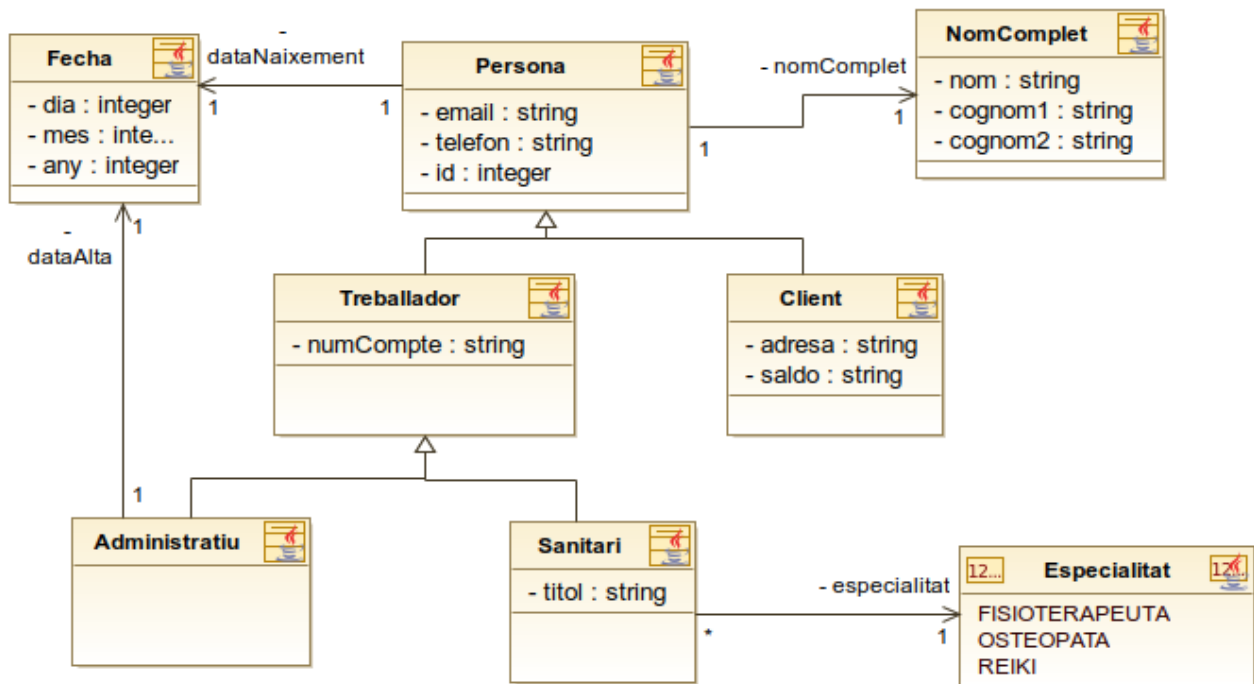 -
dataNaixement
Fecha
- dia : integer
- mes : inte...
- any : integer
1
1
Persona
- email : string
- telefon : string
- id : integer
- nomComplet
1
1
NomComplet
- nom : string
- cognom1 : string
- cognom2 : string
1
-
dataAlta
1
Treballador
- numCompte : string
Client
- adresa : string
- saldo : string
Administratiu
Sanitari
- titol : string
- especialitat
*
1
12...
Especialitat
12...
FISIOTERAPEUTA
OSTEOPATA
REIKI